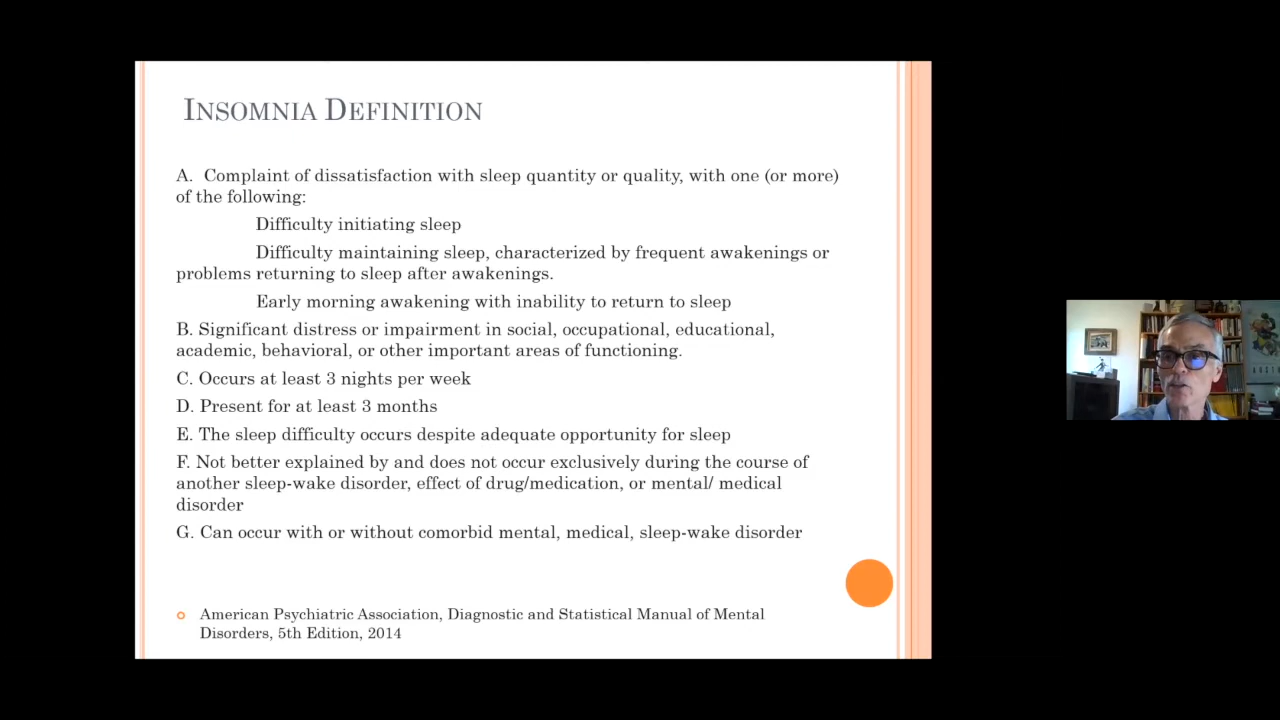 INSOMNIA DEFINITION
A. Complaint of dissatisfaction with sleep quantity or quality, with one (or more)
of the following:
Difficulty initiating sleep
Difficulty maintaining sleep, characterized by frequent awakenings or
problems returning to sleep after awakenings.
Early morning awakening with inability to return to sleep
B. Significant distress or impairment in social, occupational, educational,
academic, behavioral, or other important areas of functioning.
C. Occurs at least 3 nights per week
D. Present for at least 3 months
E. The sleep difficulty occurs despite adequate opportunity for sleep
F. Not better explained by and does not occur exclusively during the course of
another sleep-wake disorder, effect of drug/medication, or mental/ medical
disorder
G. Can occur with or without comorbid mental, medical, sleep-wake disorder
American Psychiatric Association, Diagnostic and Statistical Manual of Mental
Disorders, 5th Edition, 2014